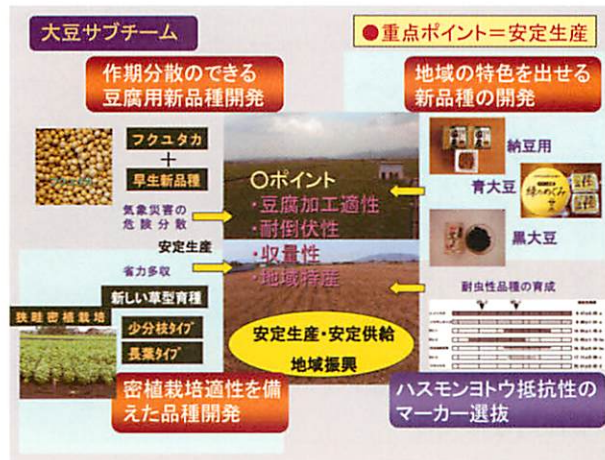 大豆サブチーム
●重点ポイント=安定生産
作期分散のできる
豆腐用新品種開発
地域の特色を出せる
新品種の開発
フクユタカ
+
早生新品種
気象災害の
危険分散
安定生産
省力多収
新しい草型育種
狭畦密植栽培
少分枝タイプ
長葉タイプ
密植栽培適性を備
えた品種開発
○ポイント
・豆腐加工適性
・耐倒伏性
・収量性
・地域特産
安定生産・安定供給
地域振興
納豆用
青大豆
緑のめぐみ
黒大豆
耐虫性品種の育成
ハスモンヨトウ抵抗性の
マーカー選抜